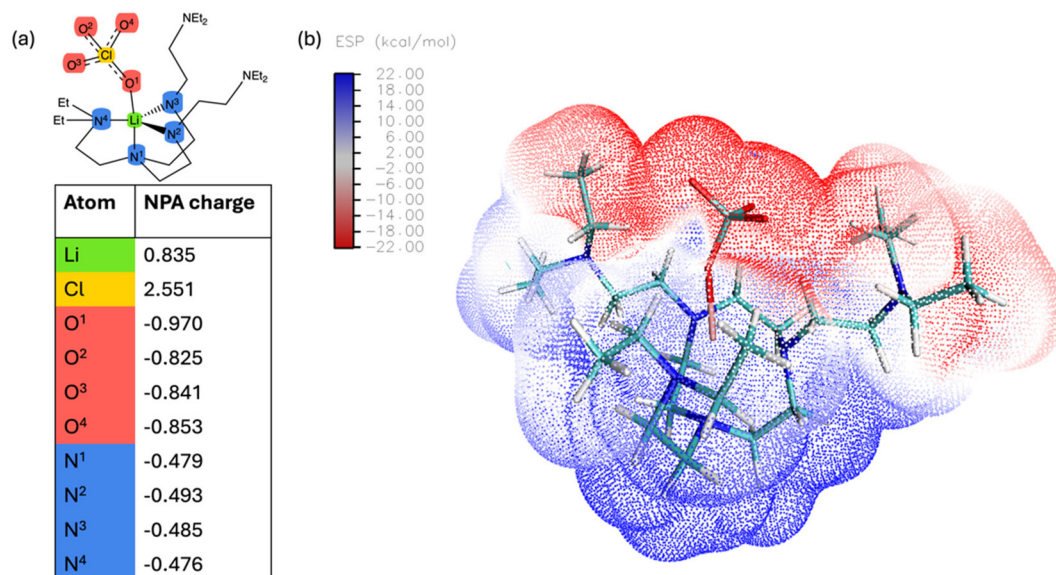 (a)
O² O⁴ NEt₂
Cl
O³
O¹ NEt₂
Et N³
Et N⁴ Li N²
N¹
Atom NPA charge
Li 0.835
Cl 2.551
O¹ -0.970
O² -0.825
O³ -0.841
O⁴ -0.853
N¹ -0.479
N² -0.493
N³ -0.485
N⁴ -0.476
(b) ESP (kcal/mol)
22.00
18.00
14.00
10.00
6.00
2.00
-2.00
-6.00
-10.00
-14.00
-18.00
-22.00